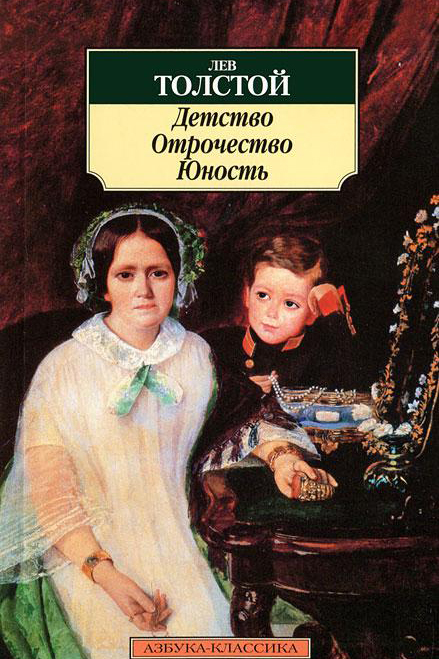 ЛЕВ
ТОЛСТОЙ
Детство
Отрочество
Юность
АЗБУКА-КЛАССИКА